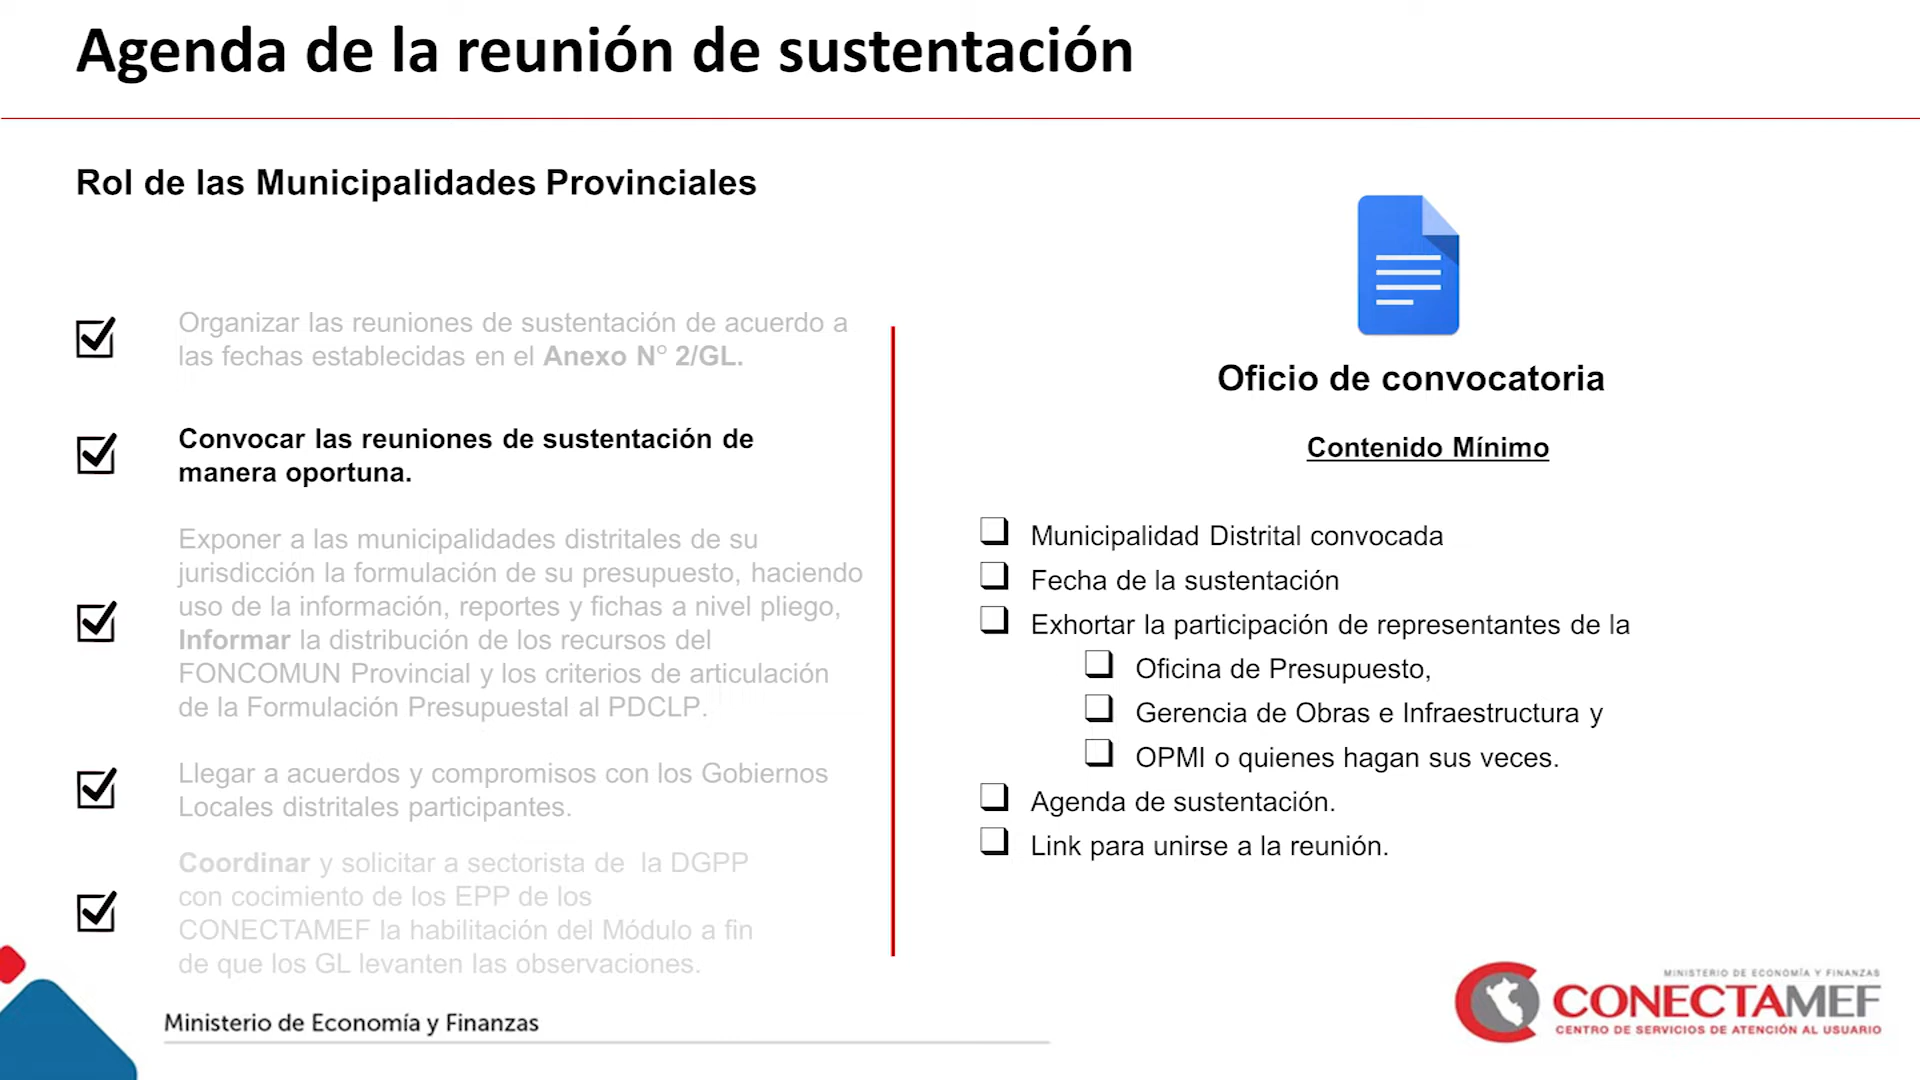 Agenda de la reunión de sustentación
Rol de las Municipalidades Provinciales
Organizar las reuniones de sustentación de acuerdo a
las fechas establecidas en el Anexo N° 2/GL.
Convocar las reuniones de sustentación de
manera oportuna.
Exponer a las municipalidades distritales de su
jurisdicción la formulación de su presupuesto, haciendo
uso de la información, reportes y fichas a nivel pliego,
Informar la distribución de los recursos del
FONCOMUN Provincial y los criterios de articulación
de la Formulación Presupuestal al PDCLP.
Llegar a acuerdos y compromisos con los Gobiernos
Locales distritales participantes.
Coordinar y solicitar a sectorista de la DGPP
con cocimiento de los EPP de los
CONECTAMEF la habilitación del Módulo a fin
de que los GL levanten las observaciones.
Oficio de convocatoria
Contenido Mínimo
Municipalidad Distrital convocada
Fecha de la sustentación
Exhortar la participación de representantes de la
Oficina de Presupuesto,
Gerencia de Obras e Infraestructura y
OPMI o quienes hagan sus veces.
Agenda de sustentación.
Link para unirse a la reunión.
Ministerio de Economía y Finanzas
MINISTERIO DE ECONOMÍA Y FINANZAS
CONECTAMEF
CENTRO DE SERVICIOS DE ATENCIÓN AL USUARIO